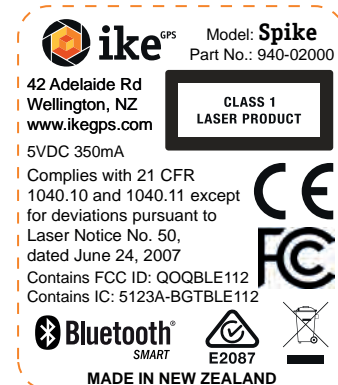 ike GPS
Model: Spike
Part No.: 940-02000
42 Adelaide Rd
Wellington, NZ
www.ikegps.com
CLASS 1
LASER PRODUCT
5VDC 350mA
Complies with 21 CFR
1040.10 and 1040.11 except
for deviations pursuant to
Laser Notice No. 50,
dated June 24, 2007
CE
FC
Contains FCC ID: QOQBLE112
Contains IC: 5123A-BGTBLE112
Bluetooth®
SMART
E2087
MADE IN NEW ZEALAND